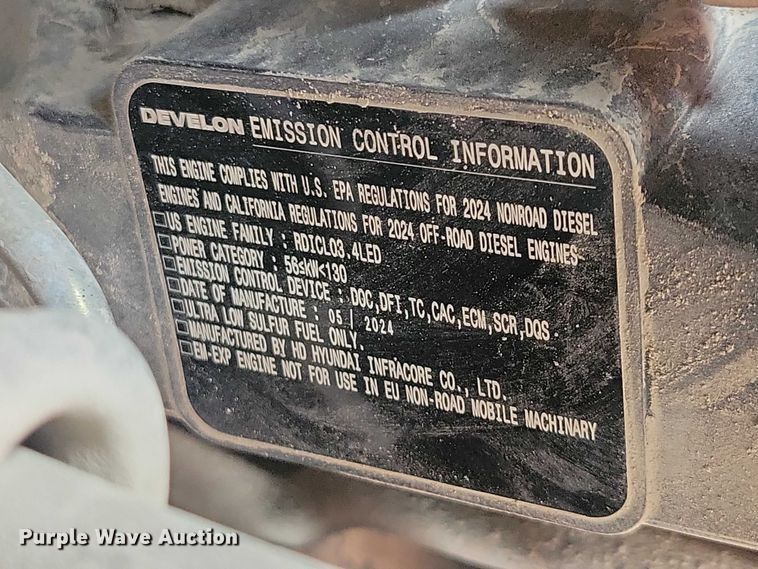 DEVELON EMISSION CONTROL INFORMATION
THIS ENGINE COMPLIES WITH U.S. EPA REGULATIONS FOR 2024 NONROAD DIESEL
ENGINES AND CALIFORNIA REGULATIONS FOR 2024 OFF-ROAD DIESEL ENGINES
□US ENGINE FAMILY : RDICL03.4LED
□POWER CATEGORY : 56≤KW<130
□EMISSION CONTROL DEVICE : DOC,DFI,TC,CAC,ECM,SCR,DQS
□DATE OF MANUFACTURE : 05 | 2024
□ULTRA LOW SULFUR FUEL ONLY.
□MANUFACTURED BY HD HYUNDAI INFRACORE CO., LTD.
□EM-EXP ENGINE NOT FOR USE IN EU NON-ROAD MOBILE MACHINARY
Purple Wave Auction